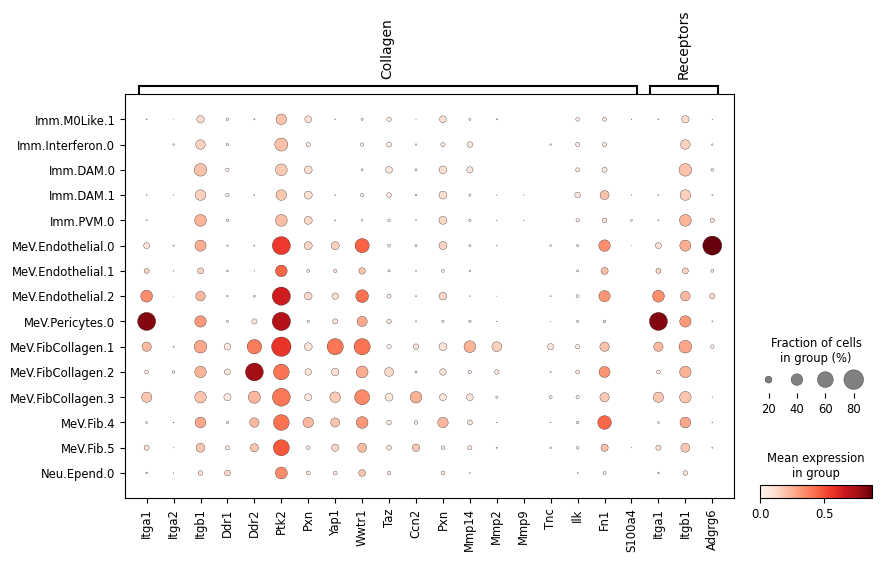 Collagen
Receptors
Imm.M0Like.1
Imm.Interferon.0
Imm.DAM.0
Imm.DAM.1
Imm.PVM.0
MeV.Endothelial.0
MeV.Endothelial.1
MeV.Endothelial.2
MeV.Pericytes.0
MeV.FibCollagen.1
MeV.FibCollagen.2
MeV.FibCollagen.3
MeV.Fib.4
MeV.Fib.5
Neu.Epend.0
Itga1
Itga2
Itgb1
Ddr1
Ddr2
Ptk2
Pxn
Yap1
Wwtr1
Taz
Ccn2
Pxn
Mmp14
Mmp2
Mmp9
Tnc
Ilk
Fn1
S100a4
Itga1
Itgb1
Adgrg6
Fraction of cells
in group (%)
20 40 60 80
Mean expression
in group
0.0 0.5